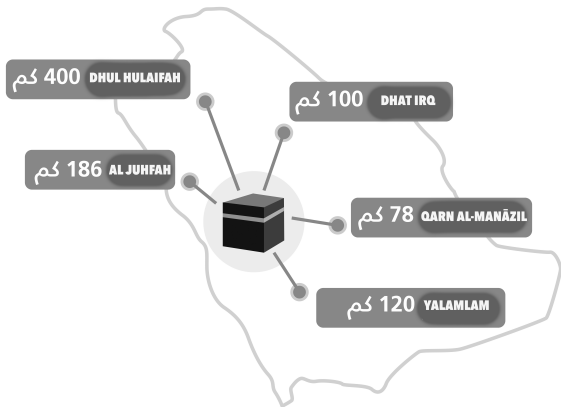 400 كم DHUL HULAIFAH
100 كم DHAT IRQ
186 كم AL JUHFAH
78 كم QARN AL-MANĀZIL
120 كم YALAMLAM